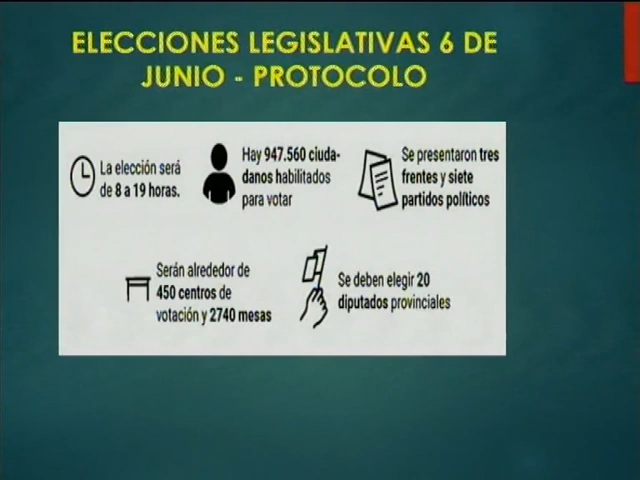 ELECCIONES LEGISLATIVAS 6 DE
JUNIO - PROTOCOLO
La elección será
de 8 a 19 horas.
Hay 947.560 ciuda-
danos habilitados
para votar
Se presentaron tres
frentes y siete
partidos políticos
Serán alrededor de
450 centros de
votación y 2740 mesas
Se deben elegir 20
diputados provinciales